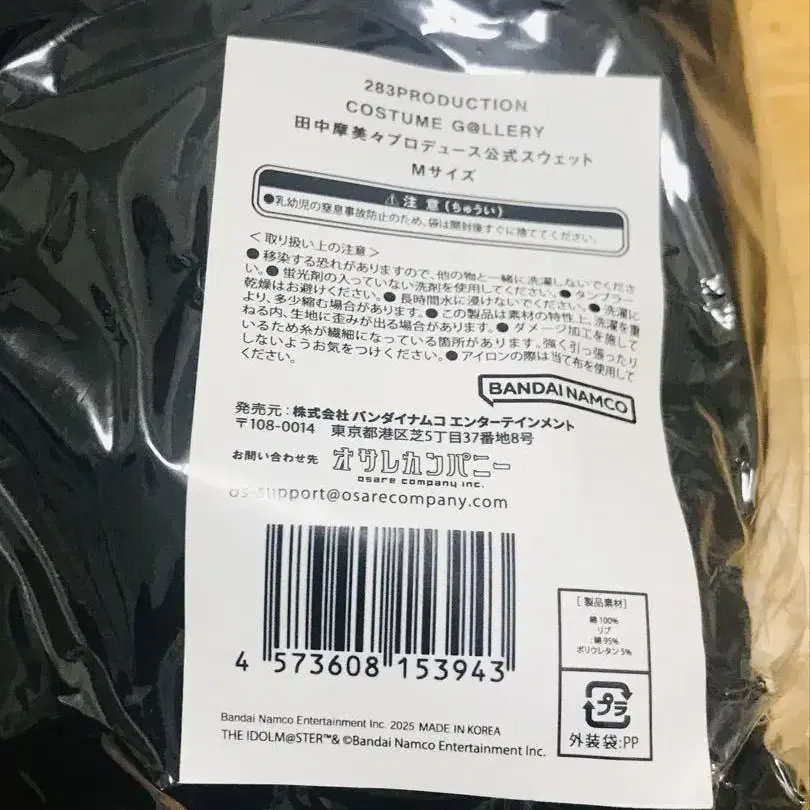 283PRODUCTION
COSTUME G@LLERY
田中摩美々プロデュース公式スウェット
Mサイズ
⚠注意(ちゅうい)
●乳幼児の窒息事故防止のため、袋は開封後すぐに捨ててください。
<取り扱い上の注意>
●移染する恐れがありますので、他の物と一緒に洗濯しないでくださ
い。●蛍光剤の入っていない洗剤を使用してください。●タンブラー
乾燥はお避けください。●長時間水に浸けないでください。●洗濯に
より、多少縮む場合があります。●この製品は素材の特性上、洗濯を重
ねる内、生地に歪みが出る場合があります。●ダメージ加工を施して
いるため糸が繊細になっている箇所があります。強く引っ張ったり
しないようお気をつけください。●アイロンの際は当て布を使用して
ください。
BANDAI NAMCO
発売元:株式会社 バンダイナムコ エンターテインメント
〒108-0014 東京都港区芝5丁目37番地8号
お問い合わせ先 オサレカンパニー
osare company inc.
os-support@osarecompany.com
4 573608 153943
[製品素材]
綿100%
リブ
:綿95%
ポリウレタン5%
プラ
外装袋:PP
Bandai Namco Entertainment Inc. 2025 MADE IN KOREA
THE IDOLM@STER™& ©Bandai Namco Entertainment Inc.